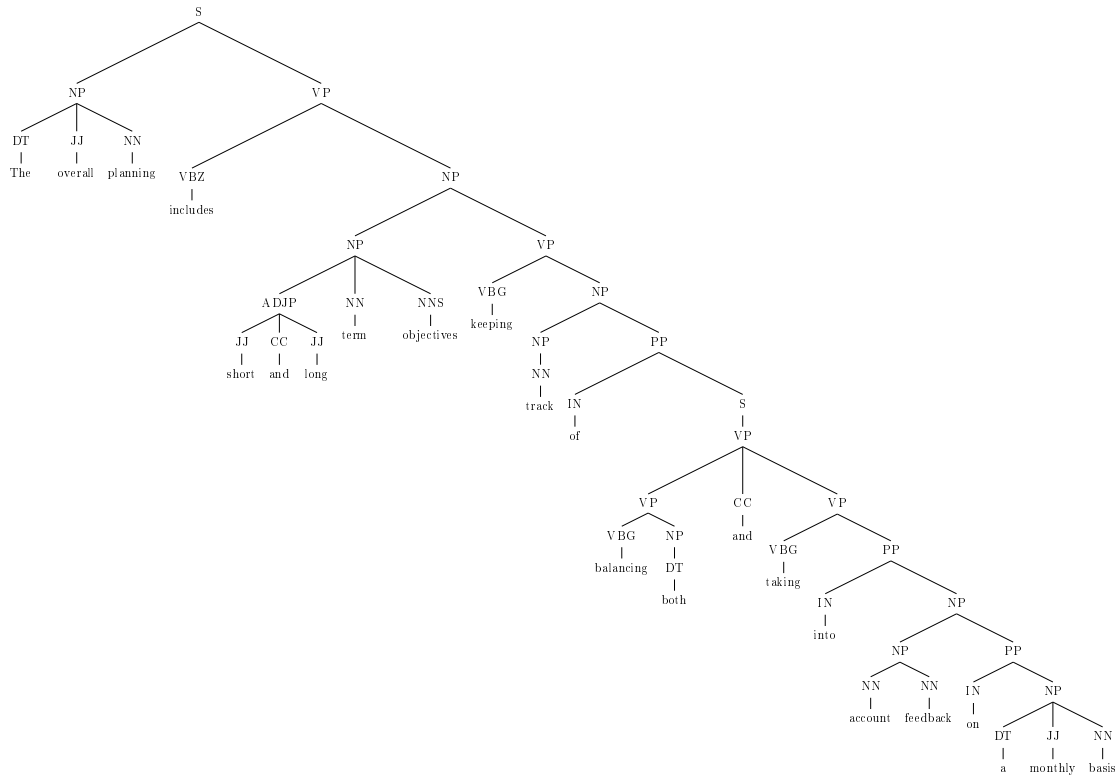 S
NP VP
DT JJ NN
The overall planning
VBZ NP
includes
NP VP
ADJP NN NNS VBG NP
term objectives keeping
JJ CC JJ NP PP
short and long NN
track IN S
of VP
VP CC VP
VBG NP and VBG PP
balancing DT taking
both IN NP
into
NP PP
NN NN IN NP
account feedback on
DT JJ NN
a monthly basis